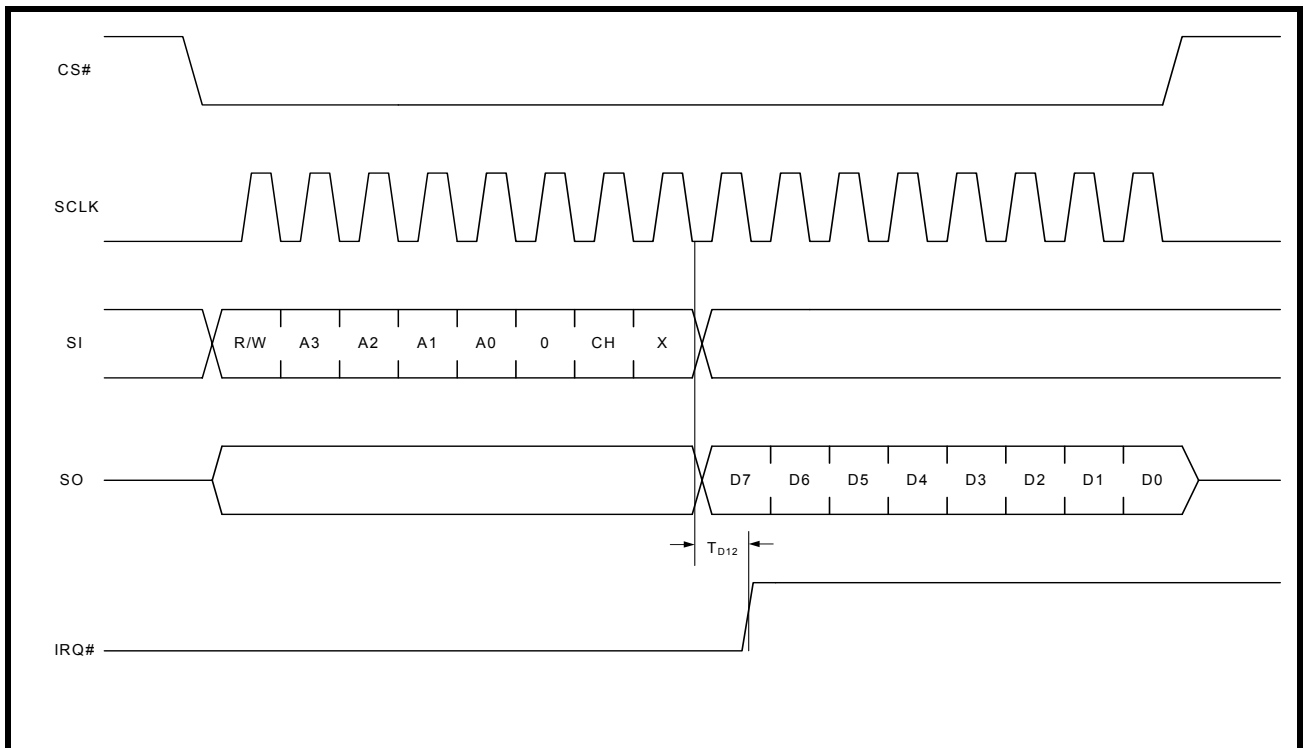 CS#
SCLK
SI R/W A3 A2 A1 A0 0 CH X
SO D7 D6 D5 D4 D3 D2 D1 D0
TD12
IRQ#